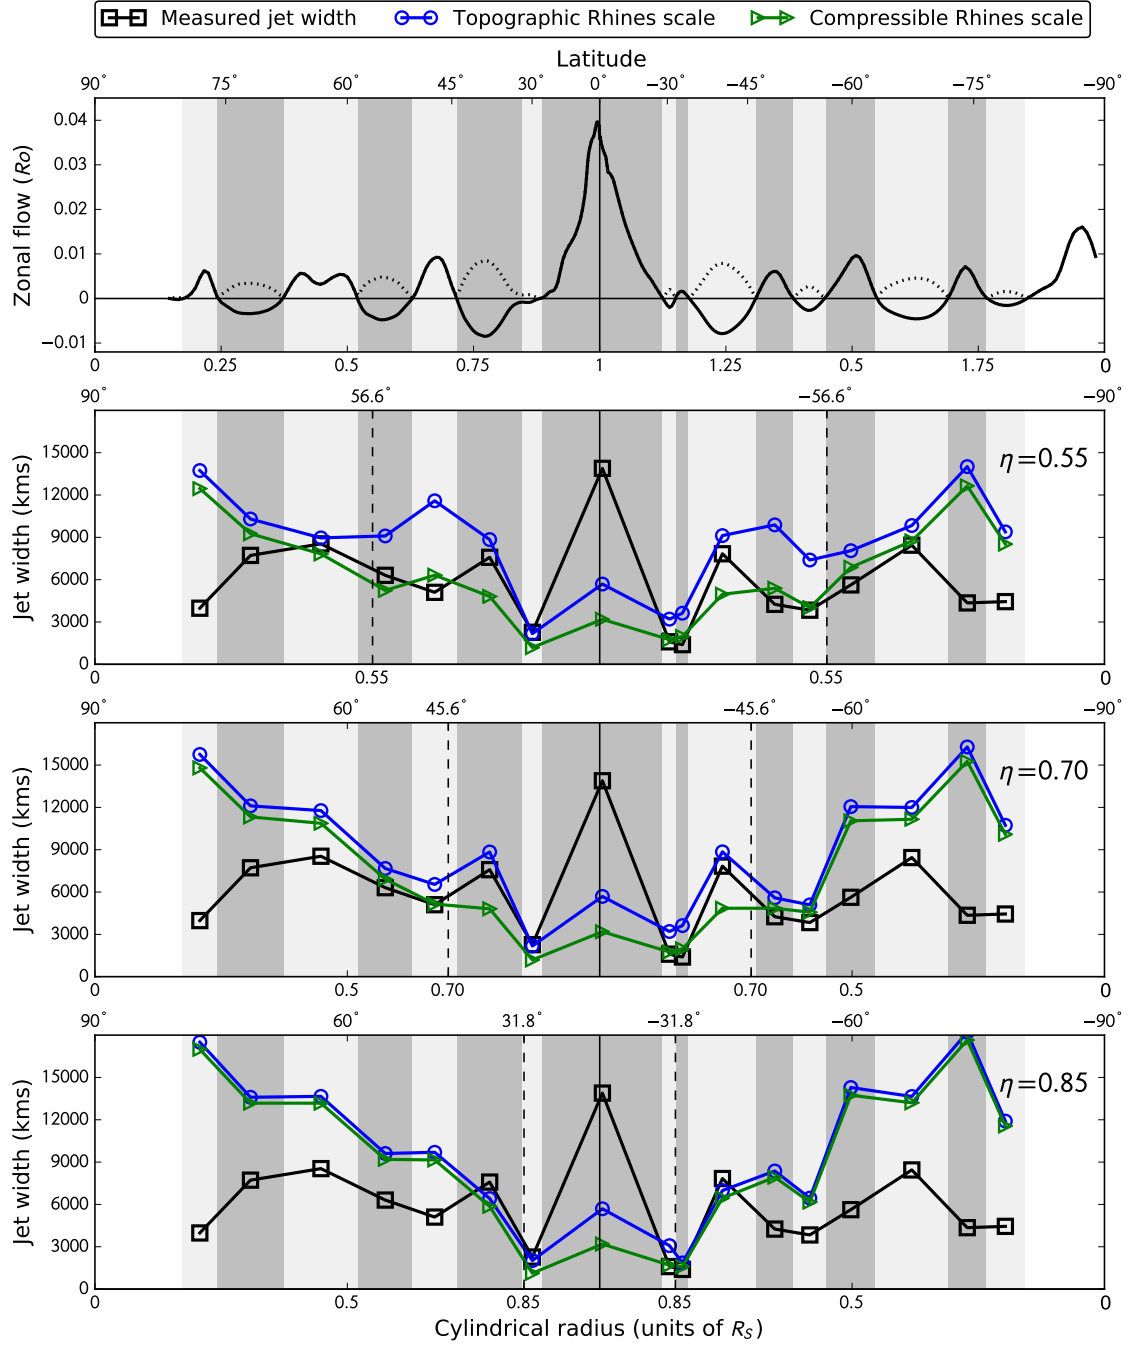 Measured jet width Topographic Rhines scale Compressible Rhines scale
Latitude
90° 75° 60° 45° 30 0° −30° −45° −60° −75° −90°
Zonal flow (Ro)
0.04
0.03
0.02
0.01
0
−0.01
0 0.25 0.5 0.75 1 1.25 0.5 1.75 0
90° 56.6° −56.6° −90°
Jet width (kms)
15000
12000
9000
6000
3000
0
η=0.55
0.55 0.55 0
90° 60° 45.6° −45.6° −60° −90°
Jet width (kms)
15000
12000
9000
6000
3000
0
η=0.70
0 0.5 0.70 0.70 0.5 0
90° 60° 31.8° −31.8° −60° −90°
Jet width (kms)
15000
12000
9000
6000
3000
0
η=0.85
0 0.5 0.85 0.85 0.5 0
Cylindrical radius (units of R_S)